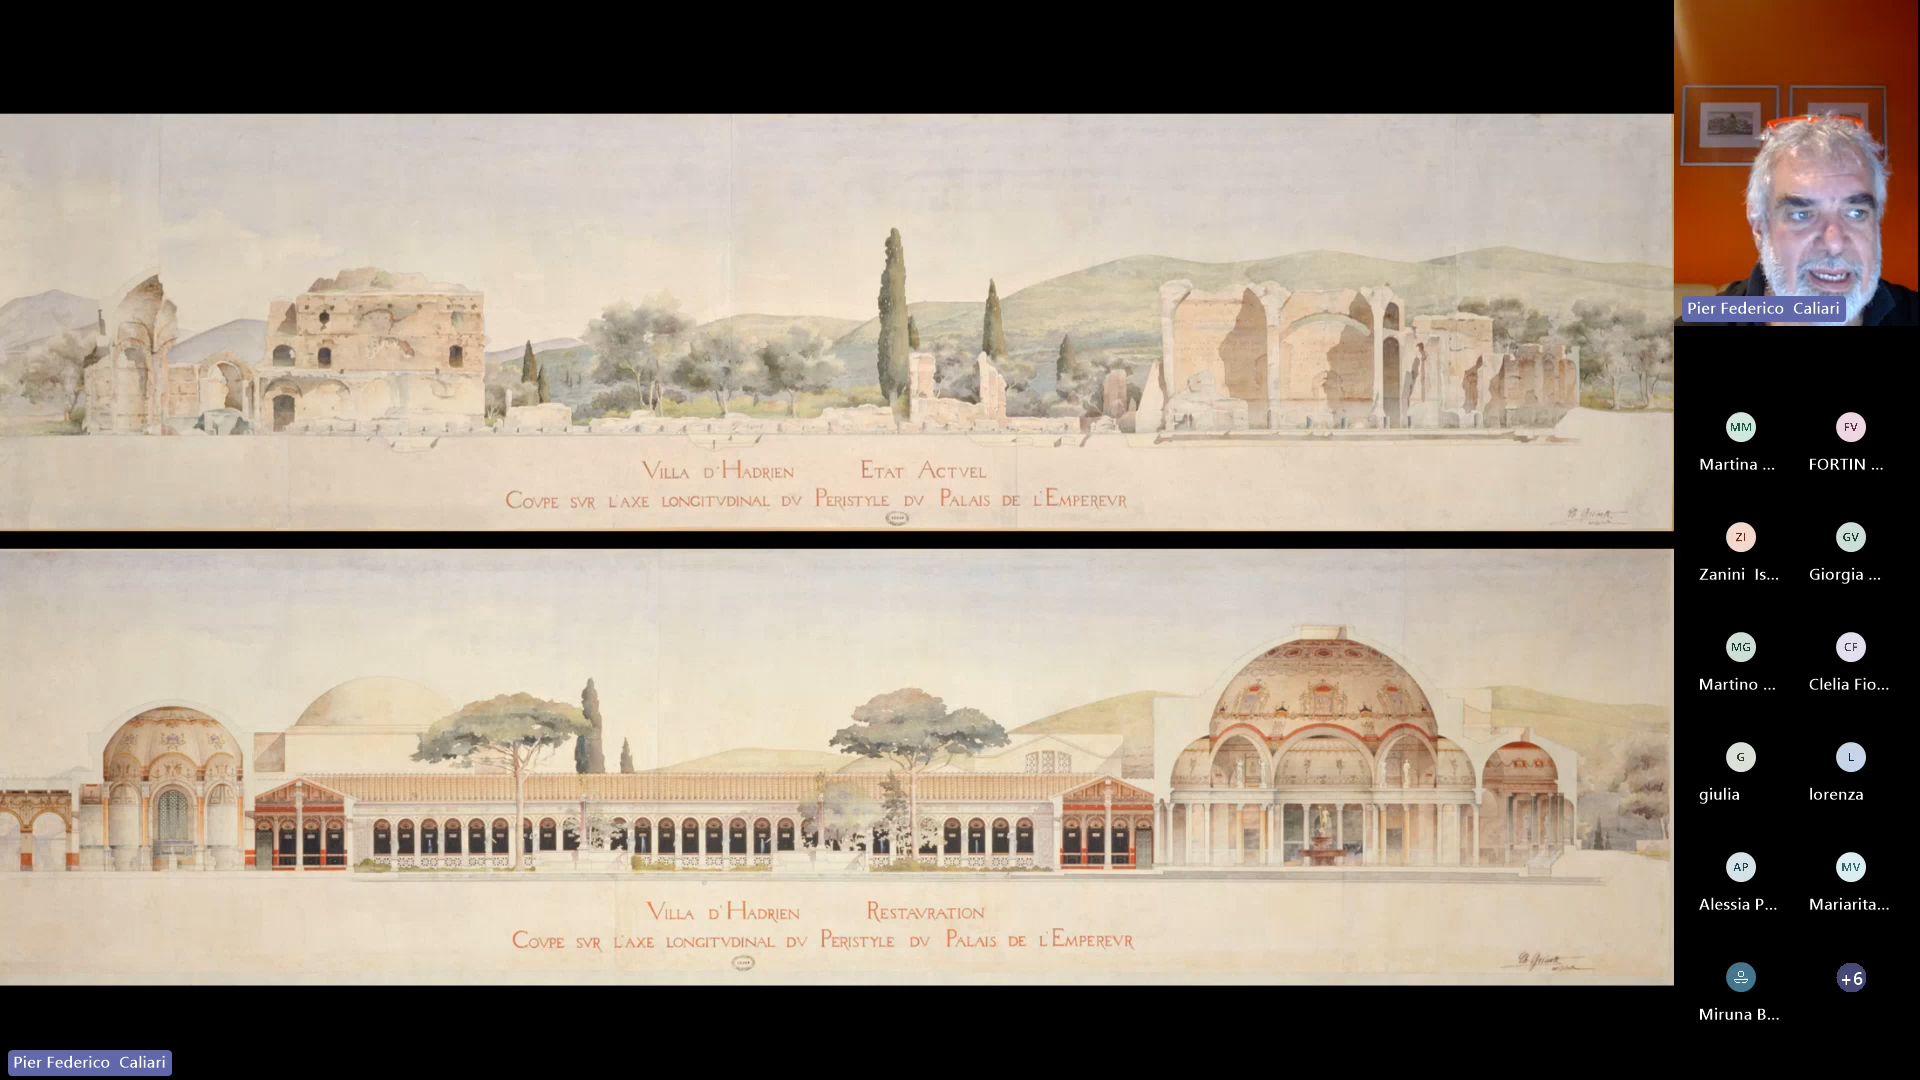 VILLA D'HADRIEN ETAT ACTVEL
COVPE SVR L'AXE LONGITVDINAL DV PERISTYLE DV PALAIS DE L'EMPEREVR
VILLA D'HADRIEN RESTAVRATION
COVPE SVR L'AXE LONGITVDINAL DV PERISTYLE DV PALAIS DE L'EMPEREVR
Pier Federico Caliari
Pier Federico Caliari
MM
FV
Martina ...
FORTIN ...
ZI
GV
Zanini Is...
Giorgia ...
MG
CF
Martino ...
Clelia Fio...
G
L
giulia
lorenza
AP
MV
Alessia P...
Mariarita...
+6
Miruna B...